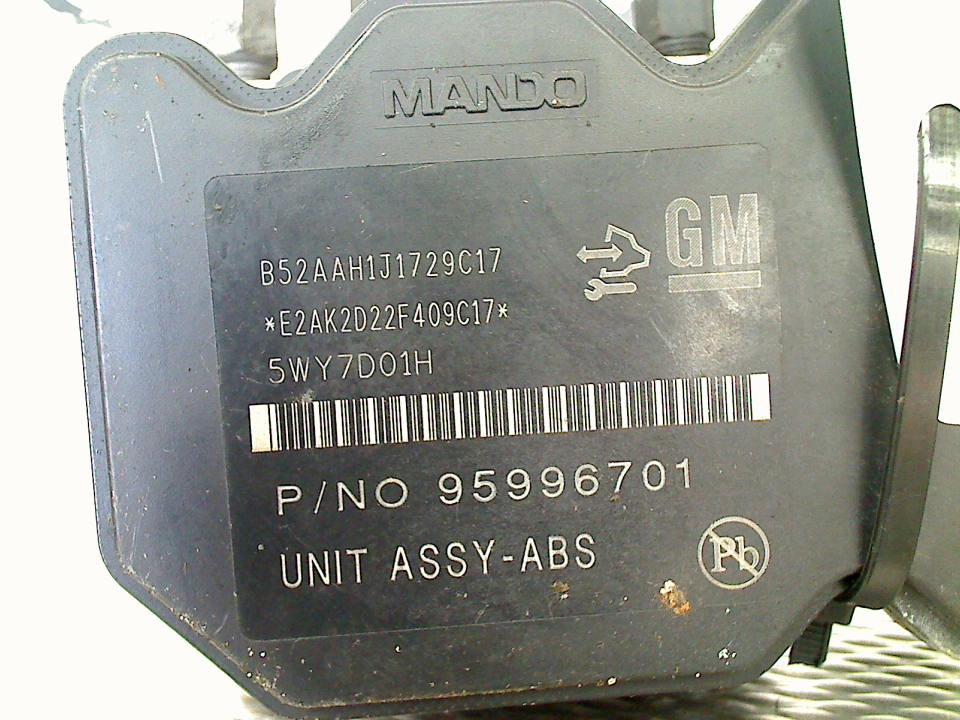 MANDO
GM
B52AAH1J1729C17
*E2AK2D22F409C17*
5WY7D01H
P/NO 95996701
UNIT ASSY-ABS
Pb